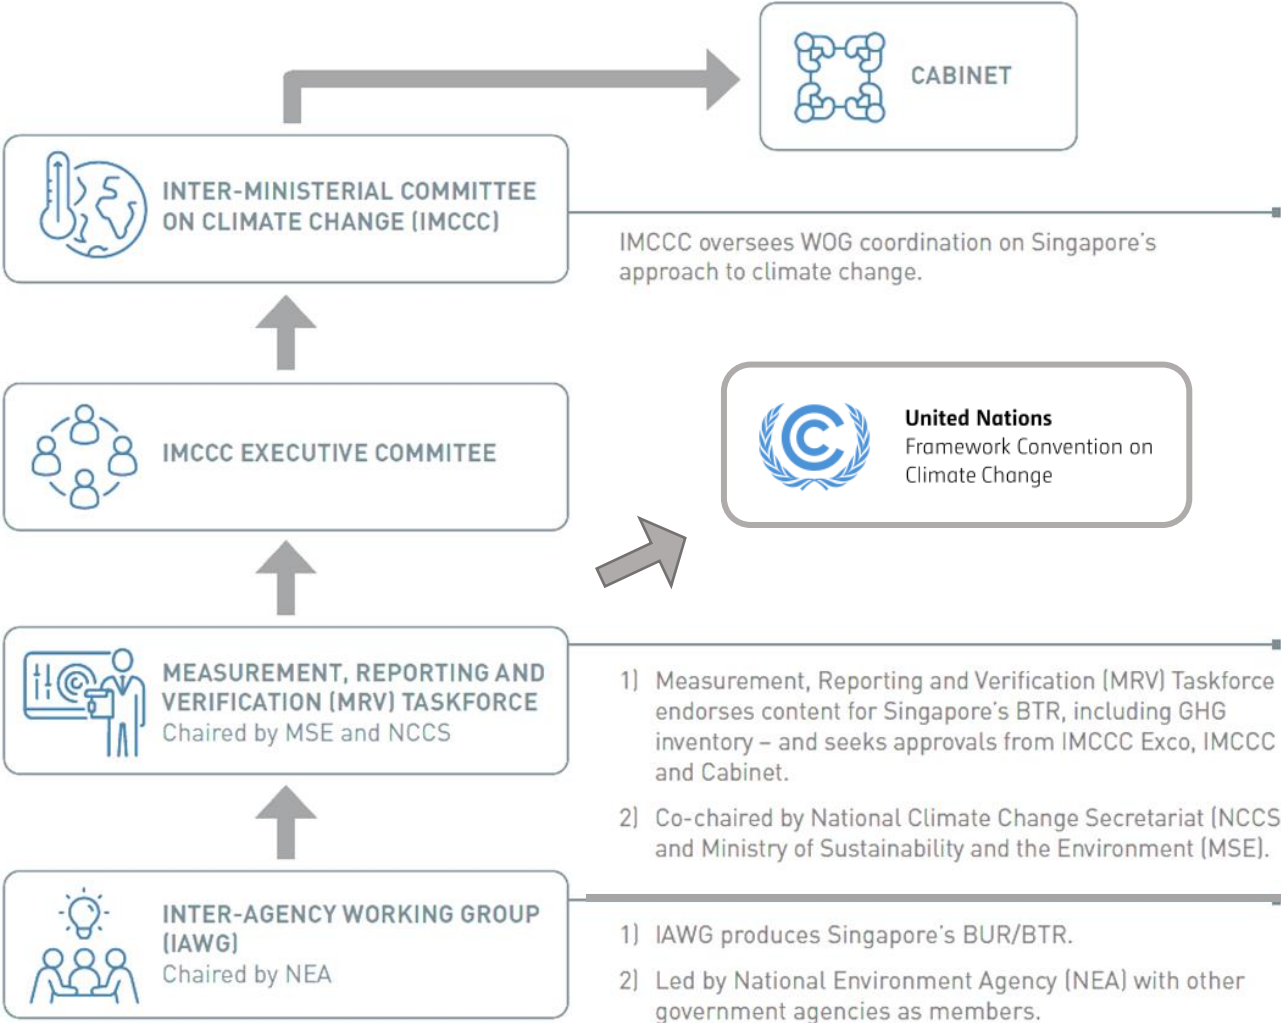 CABINET
INTER-MINISTERIAL COMMITTEE
ON CLIMATE CHANGE (IMCCC)
IMCCC oversees WOG coordination on Singapore's
approach to climate change.
IMCCC EXECUTIVE COMMITEE
United Nations
Framework Convention on
Climate Change
MEASUREMENT, REPORTING AND
VERIFICATION (MRV) TASKFORCE
Chaired by MSE and NCCS
1) Measurement, Reporting and Verification (MRV) Taskforce
endorses content for Singapore's BTR, including GHG
inventory – and seeks approvals from IMCCC Exco, IMCCC
and Cabinet.
2) Co-chaired by National Climate Change Secretariat (NCCS
and Ministry of Sustainability and the Environment (MSE).
INTER-AGENCY WORKING GROUP
(IAWG)
Chaired by NEA
1) IAWG produces Singapore's BUR/BTR.
2) Led by National Environment Agency (NEA) with other
government agencies as members.